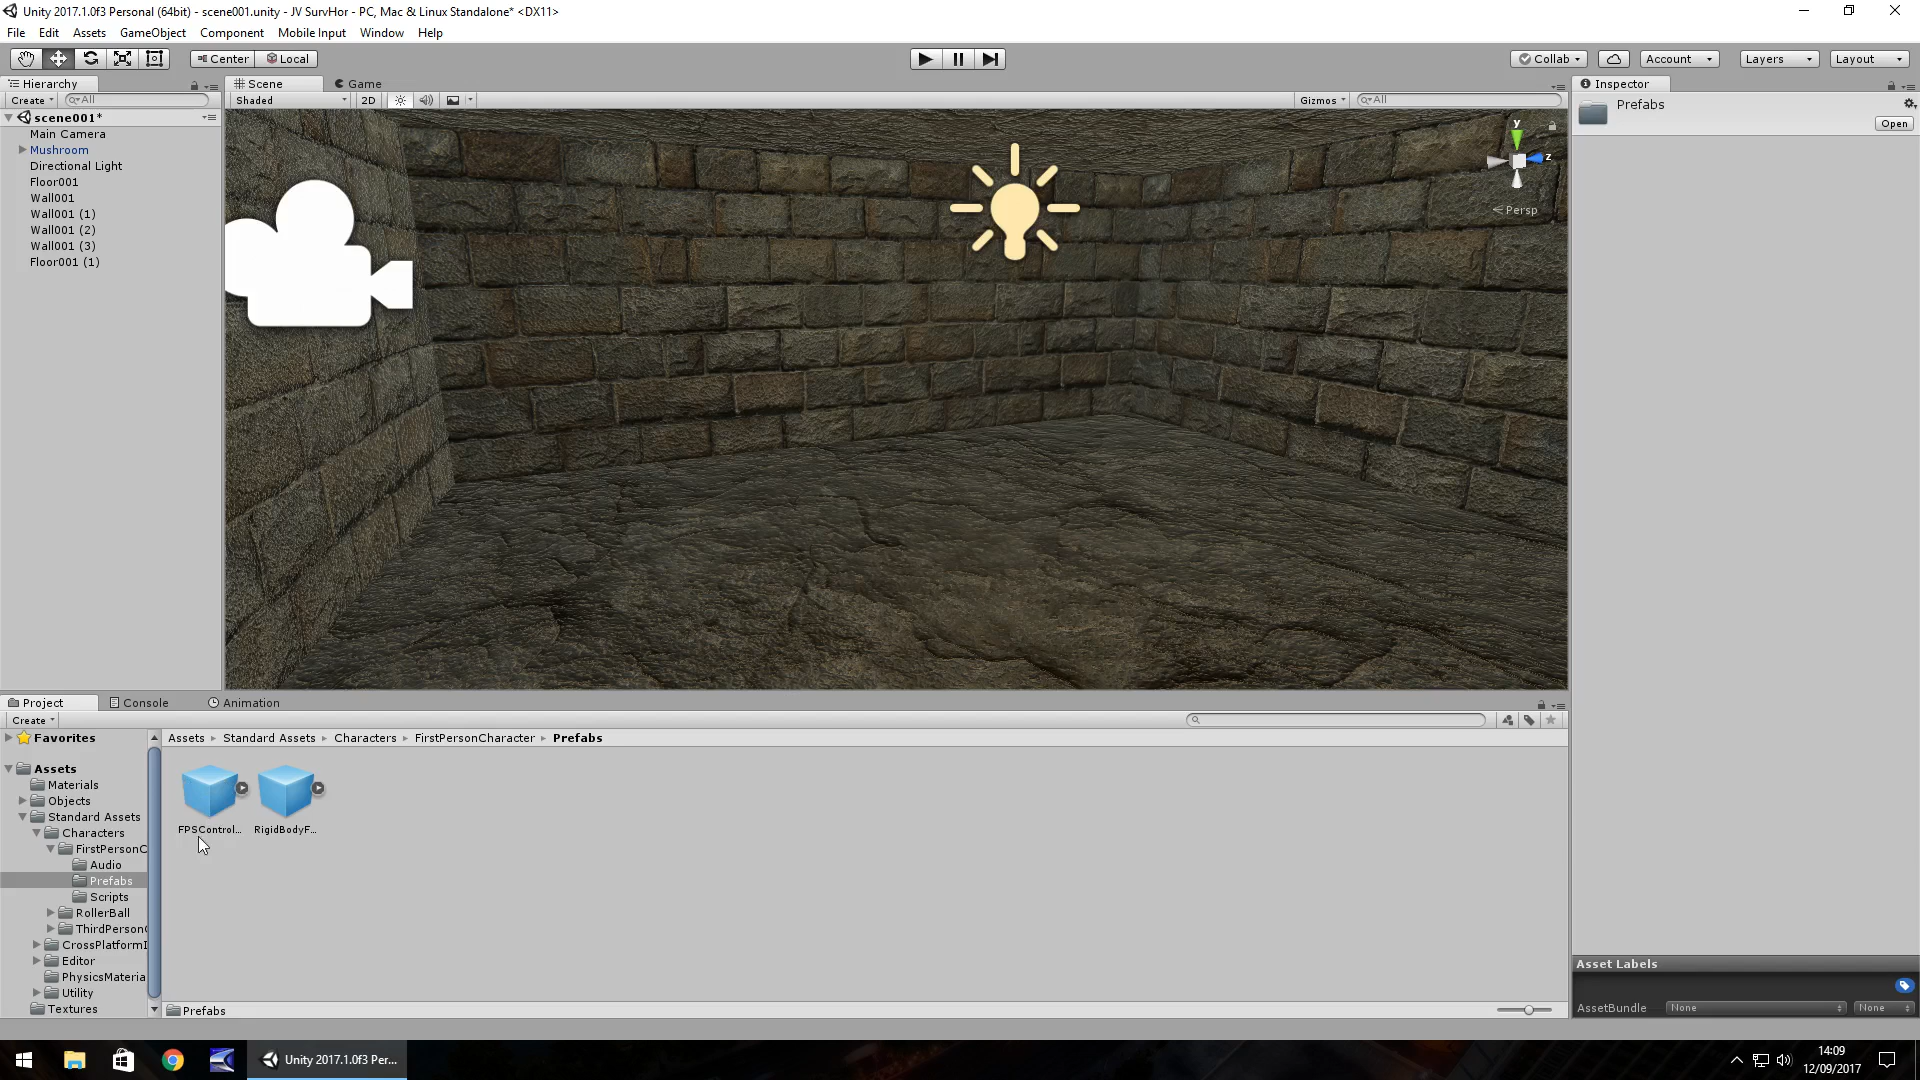 Unity 2017.1.0f3 Personal (64bit) - scene001.unity - JV SurvHor - PC, Mac & Linux Standalone* <DX11>
File Edit Assets GameObject Component Mobile Input Window Help
Center Local Collab Account Layers Layout
Hierarchy Scene Game Inspector
Create All Shaded 2D Gizmos All
Prefabs
Open
scene001*
Main Camera
Mushroom
Directional Light
Floor001
Wall001
Wall001 (1)
Wall001 (2)
Wall001 (3)
Floor001 (1)
y
z
Persp
Project Console Animation
Create
Favorites
Assets
Materials
Objects
Standard Assets
Characters
FirstPersonC
Audio
Prefabs
Scripts
RollerBall
ThirdPersonC
CrossPlatformI
Editor
PhysicsMateria
Utility
Textures
Assets Standard Assets Characters FirstPersonCharacter Prefabs
FPSControl... RigidBodyF...
Prefabs
Asset Labels
AssetBundle None None
Unity 2017.1.0f3 Per...
14:09
12/09/2017